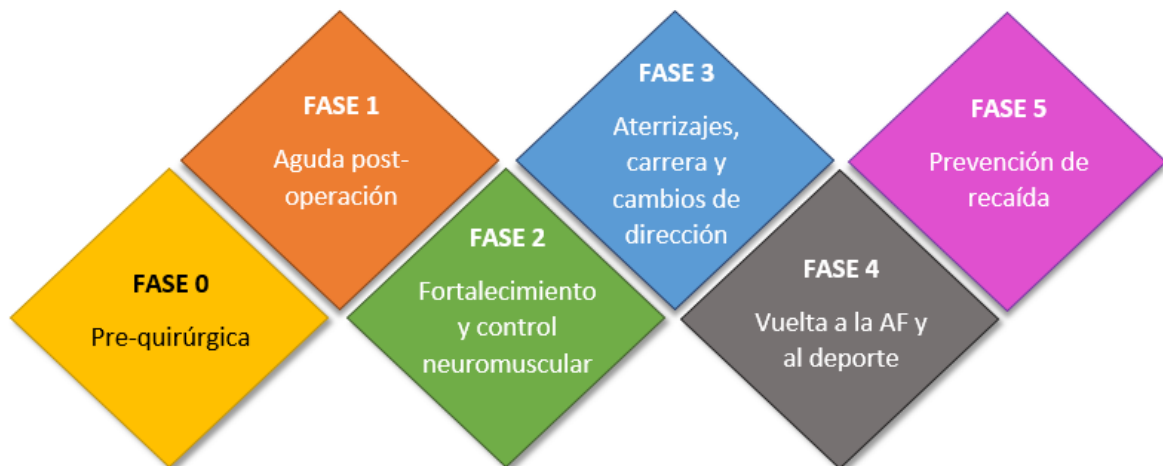 FASE 0
Pre-quirúrgica
FASE 1
Aguda post-
operación
FASE 2
Fortalecimiento
y control
neuromuscular
FASE 3
Aterrizajes,
carrera y
cambios de
dirección
FASE 4
Vuelta a la AF y
al deporte
FASE 5
Prevención de
recaída